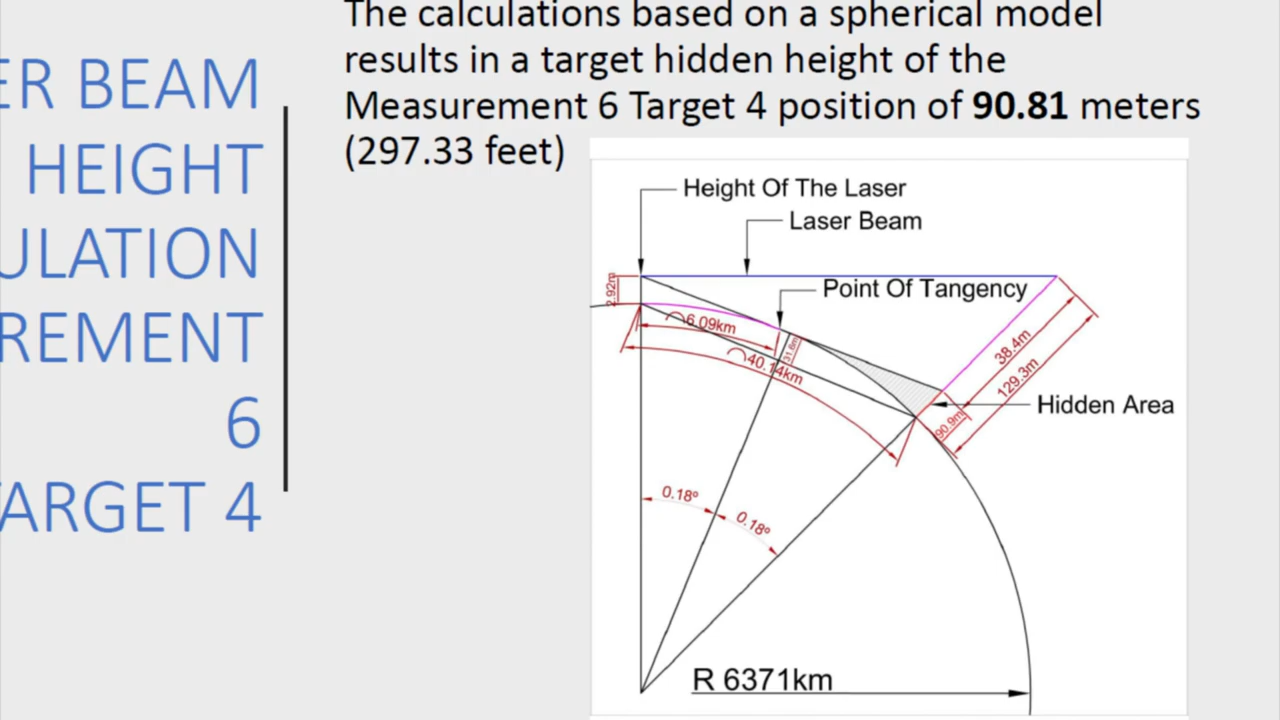 The calculations based on a spherical model
results in a target hidden height of the
Measurement 6 Target 4 position of 90.81 meters
(297.33 feet)
ER BEAM
HEIGHT
ULATION
REMENT
6
ARGET 4
Height Of The Laser
Laser Beam
Point Of Tangency
2.92m
6.09km
31.6m
40.14km
38.4m
129.3m
Hidden Area
90.9m
0.18º
0.18º
R 6371km